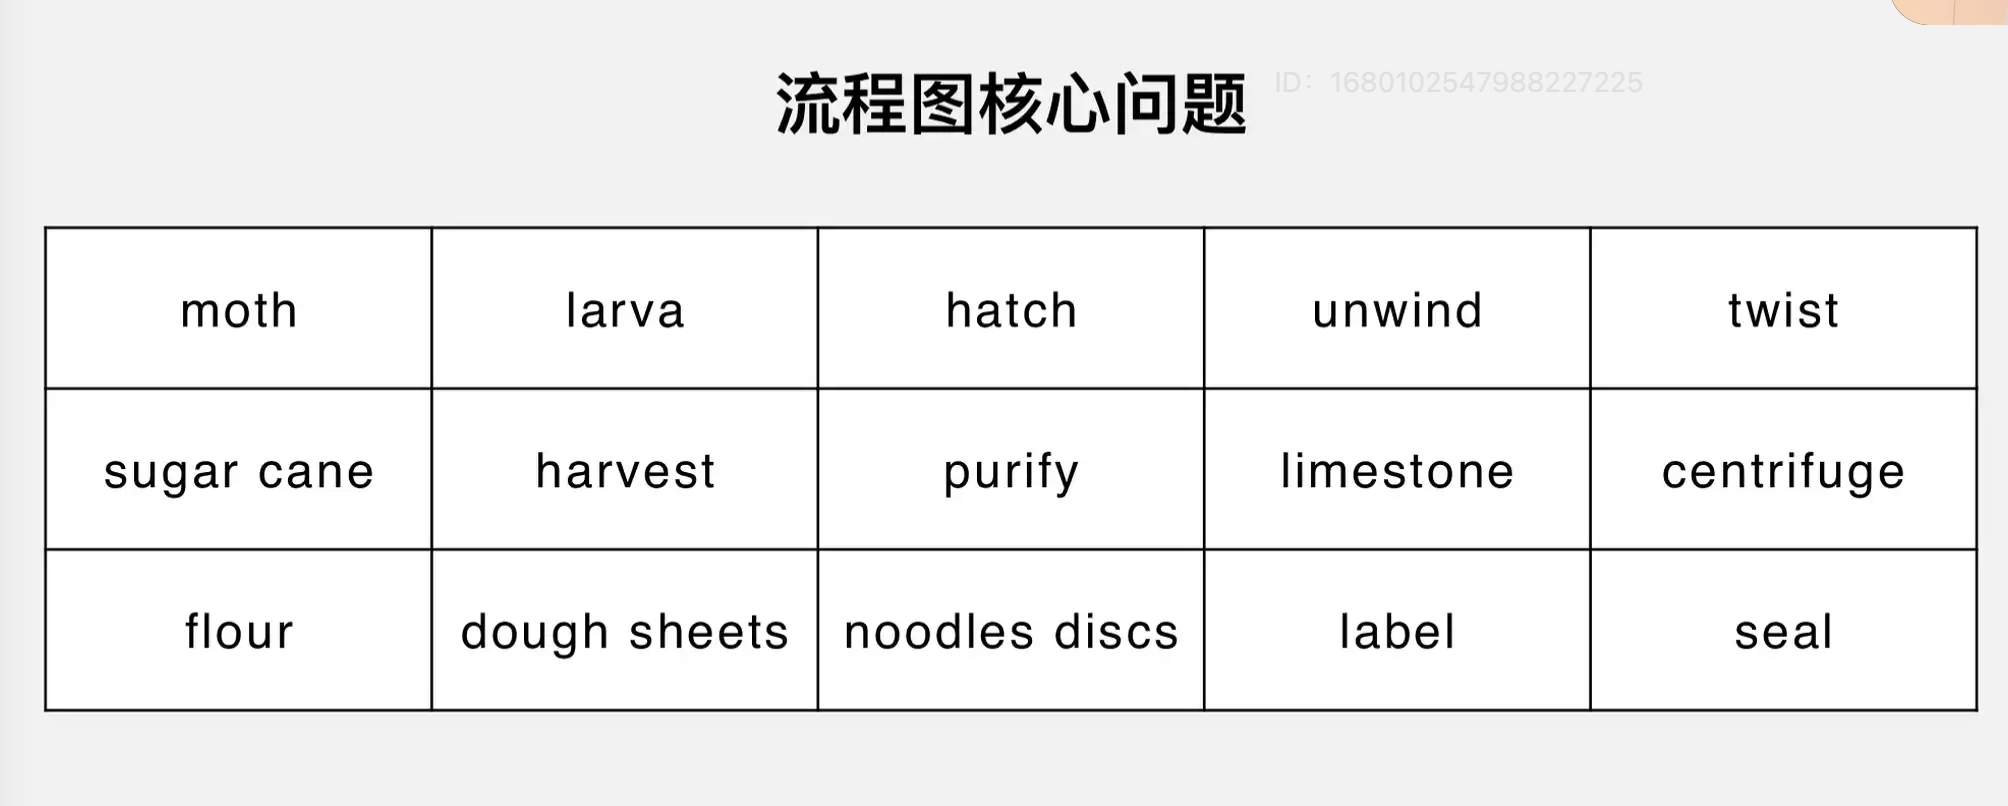 流程图核心问题
ID：1680102547988227225
moth larva hatch unwind twist
sugar cane harvest purify limestone centrifuge
flour dough sheets noodles discs label seal